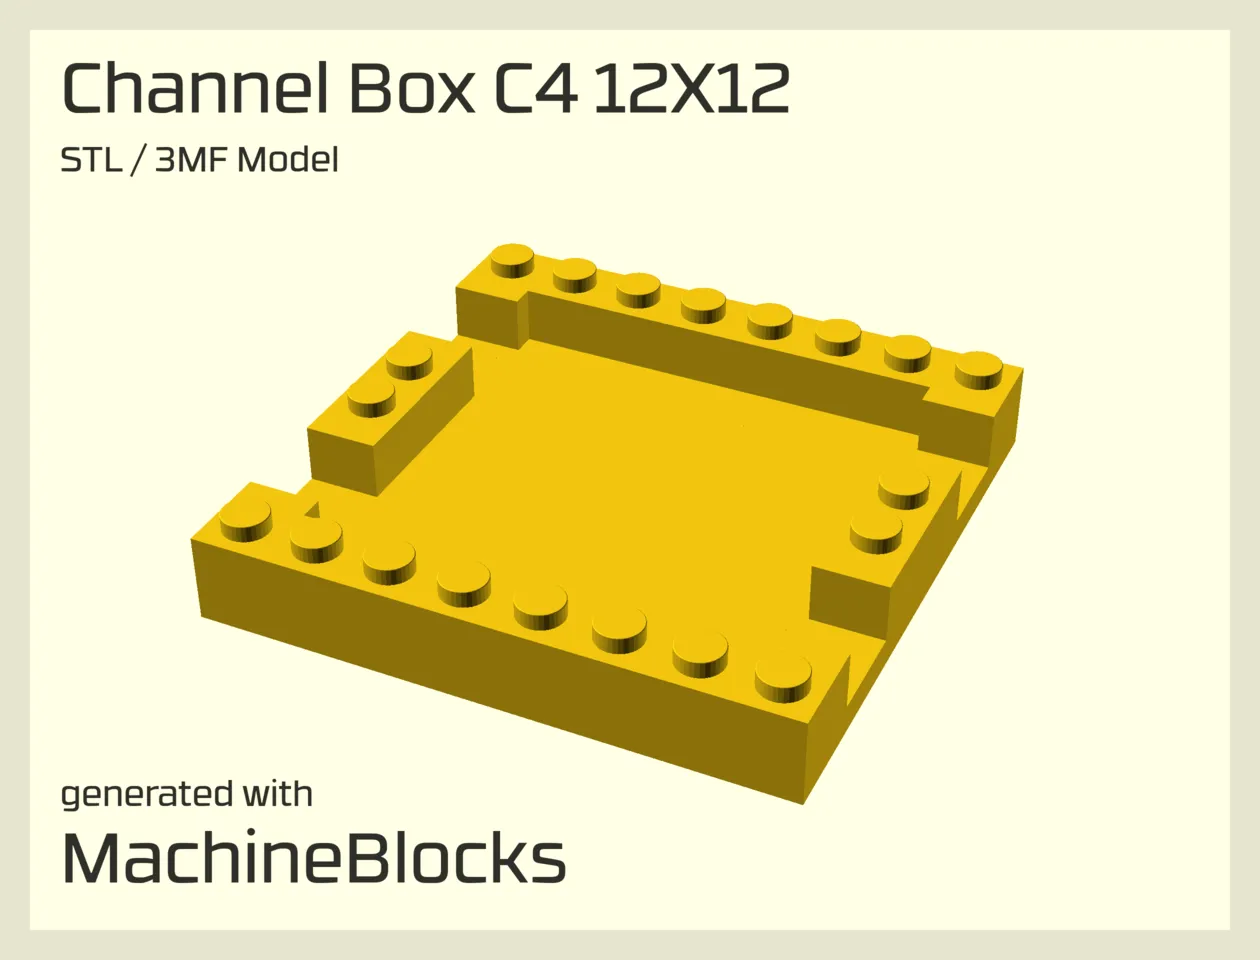 Channel Box C4 12X12
STL / 3MF Model
generated with
MachineBlocks